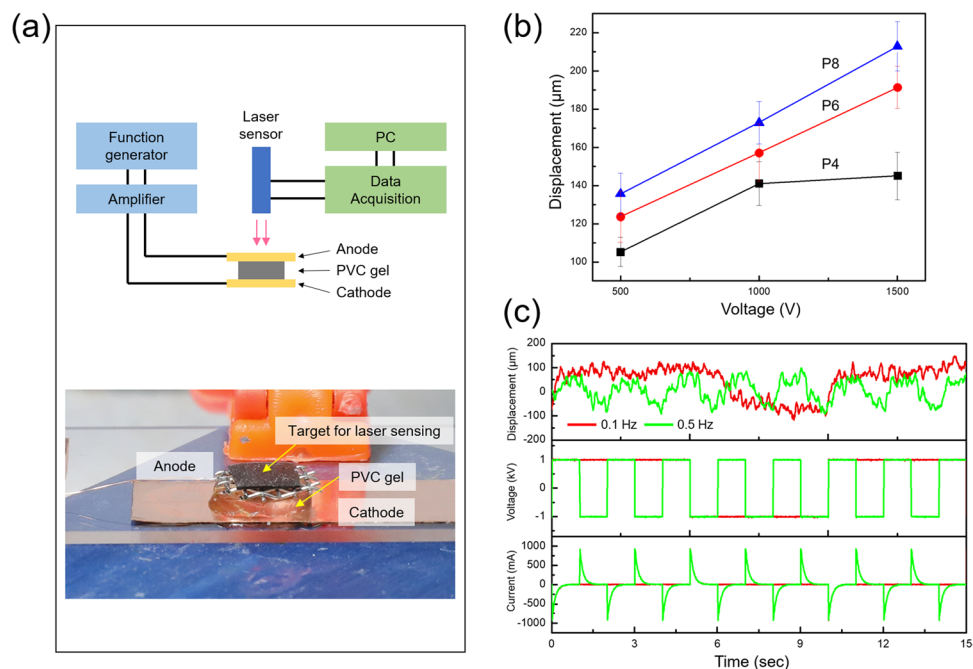 (a)
Function
generator
Amplifier
Laser
sensor
PC
Data
Acquisition
Anode
PVC gel
Cathode
Target for laser sensing
Anode
PVC gel
Cathode
(b)
Displacement (μm)
220
200
180
160
140
120
100
P8
P6
P4
500
1000
1500
Voltage (V)
(c)
Displacement (μm)
200
100
0
-100
-200
0.1 Hz
0.5 Hz
Voltage (kV)
1
0
-1
Current (mA)
1000
500
0
-500
-1000
0
3
6
9
12
15
Time (sec)